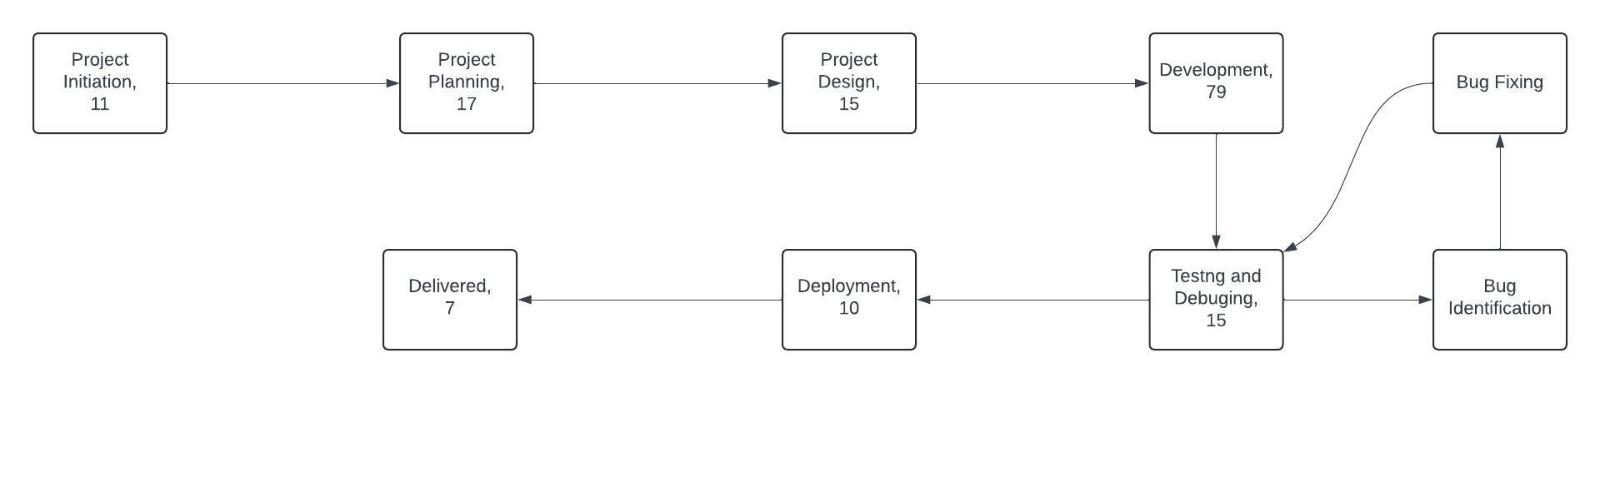 Project
Initiation,
11
Project
Planning,
17
Project
Design,
15
Development,
79
Bug Fixing
Delivered,
7
Deployment,
10
Testng and
Debuging,
15
Bug
Identification